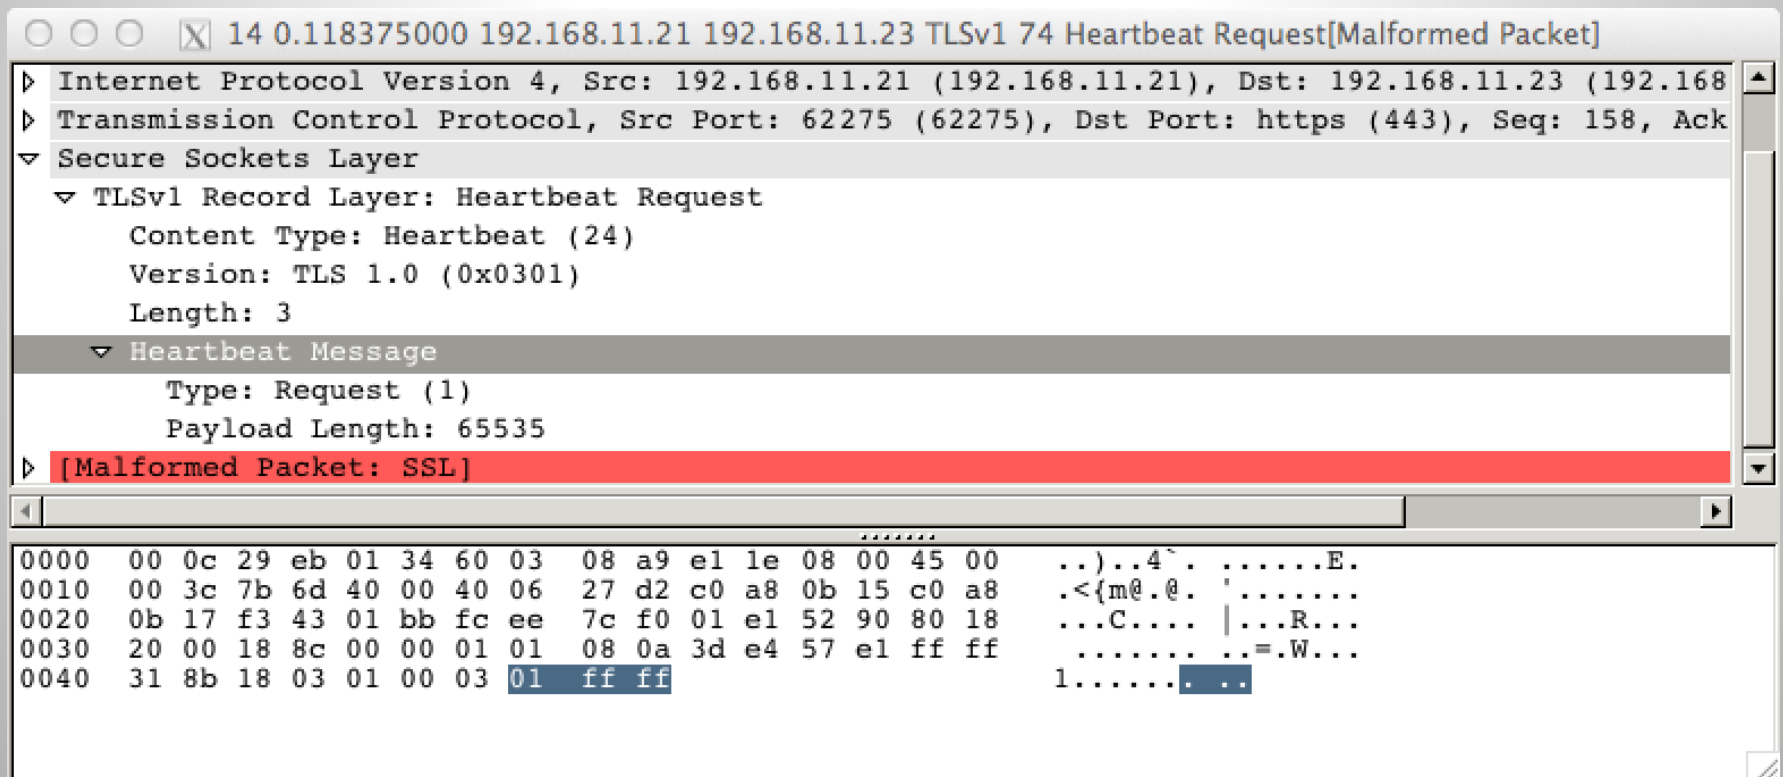 14 0.118375000 192.168.11.21 192.168.11.23 TLSv1 74 Heartbeat Request[Malformed Packet]
Internet Protocol Version 4, Src: 192.168.11.21 (192.168.11.21), Dst: 192.168.11.23 (192.168
Transmission Control Protocol, Src Port: 62275 (62275), Dst Port: https (443), Seq: 158, Ack
Secure Sockets Layer
TLSv1 Record Layer: Heartbeat Request
Content Type: Heartbeat (24)
Version: TLS 1.0 (0x0301)
Length: 3
Heartbeat Message
Type: Request (1)
Payload Length: 65535
[Malformed Packet: SSL]
0000 00 0c 29 eb 01 34 60 03 08 a9 e1 1e 08 00 45 00 ..)..4`. ......E.
0010 00 3c 7b 6d 40 00 40 06 27 d2 c0 a8 0b 15 c0 a8 .<{m@.@. '.......
0020 0b 17 f3 43 01 bb fc ee 7c f0 01 e1 52 90 80 18 ...C.... |...R...
0030 20 00 18 8c 00 00 01 01 08 0a 3d e4 57 e1 ff ff ....... ..=.W...
0040 31 8b 18 03 01 00 03 01 ff ff 1....... ..